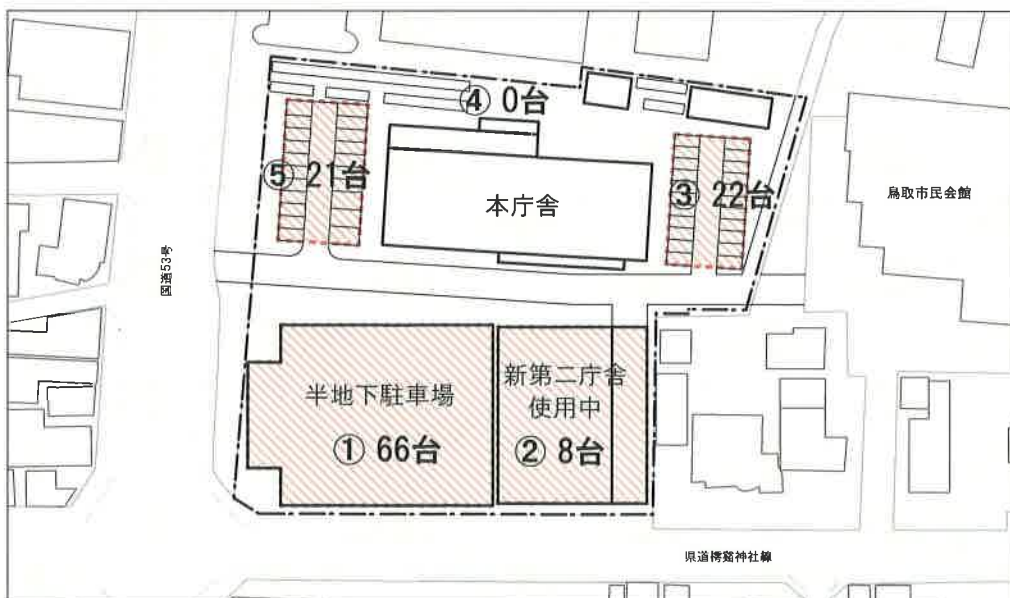 ④ 0台
⑤ 21台
本庁舎
③ 22台
鳥取市民会館
国道53号
半地下駐車場
① 66台
新第二庁舎
使用中
② 8台
県道樗谿神社線